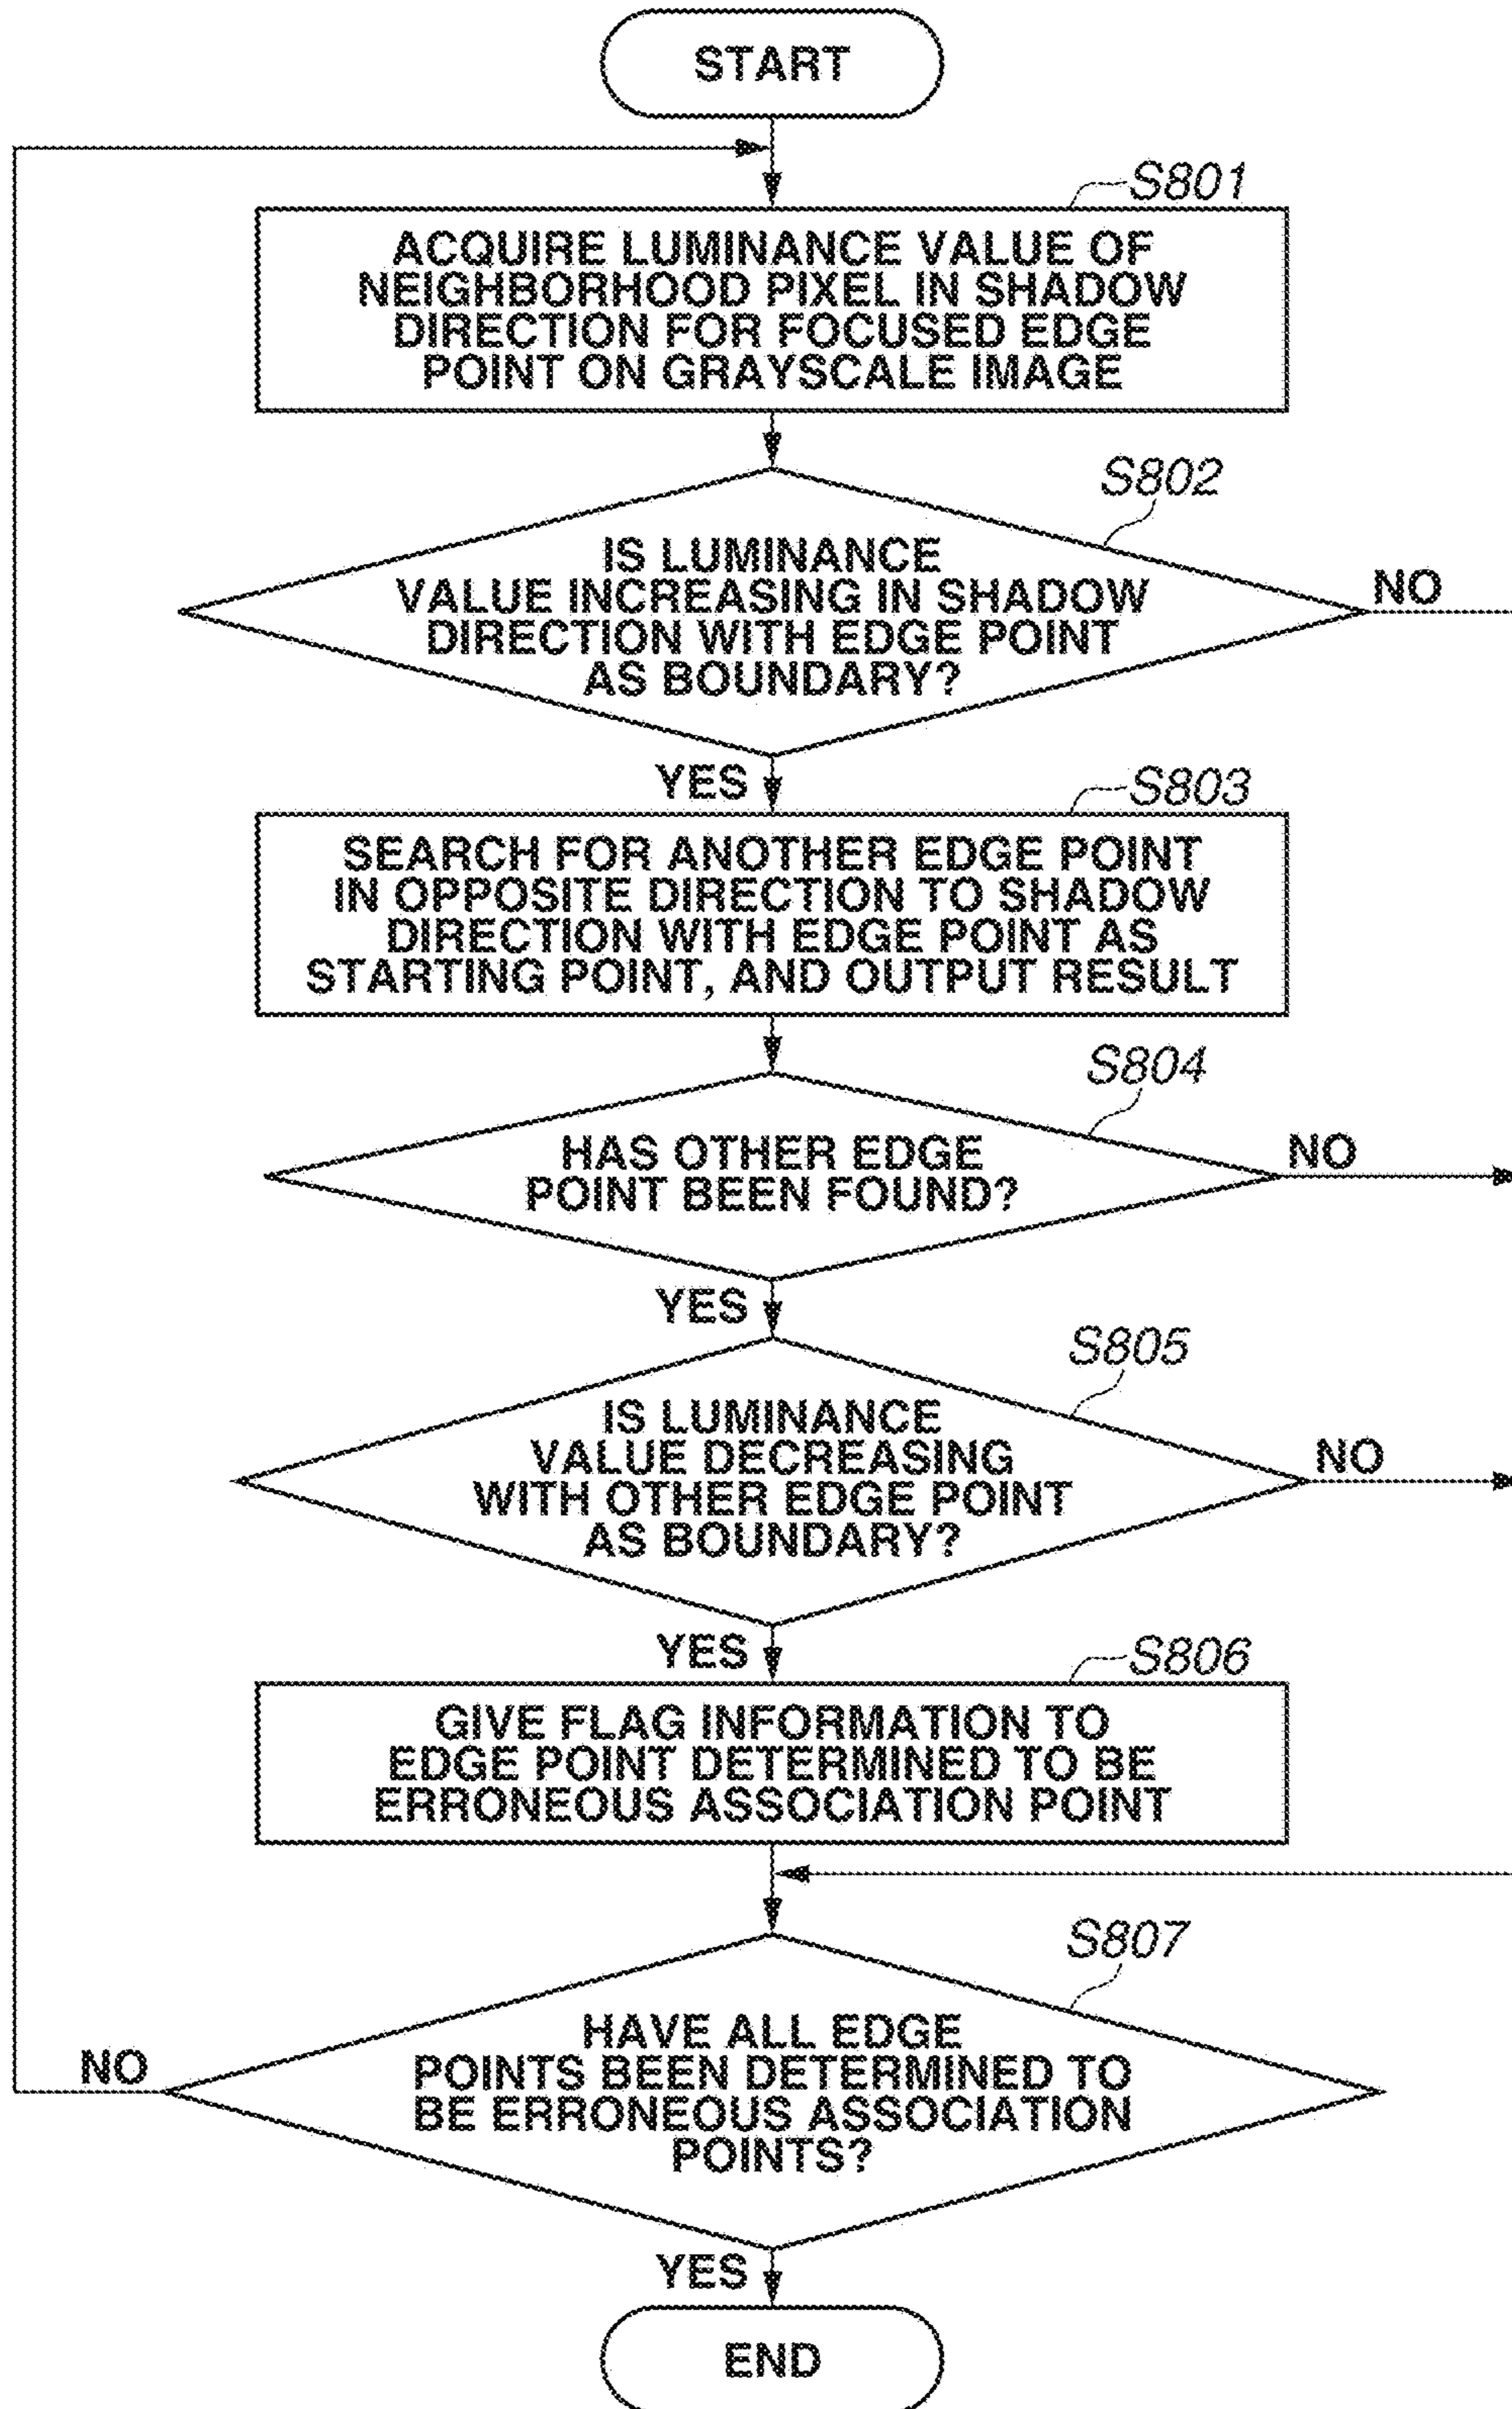 START
S801
ACQUIRE LUMINANCE VALUE OF
NEIGHBORHOOD PIXEL IN SHADOW
DIRECTION FOR FOCUSED EDGE
POINT ON GRAYSCALE IMAGE
S802
IS LUMINANCE
VALUE INCREASING IN SHADOW
DIRECTION WITH EDGE POINT
AS BOUNDARY?
NO
YES
S803
SEARCH FOR ANOTHER EDGE POINT
IN OPPOSITE DIRECTION TO SHADOW
DIRECTION WITH EDGE POINT AS
STARTING POINT, AND OUTPUT RESULT
S804
HAS OTHER EDGE
POINT BEEN FOUND?
NO
YES
S805
IS LUMINANCE
VALUE DECREASING
WITH OTHER EDGE POINT
AS BOUNDARY?
NO
YES
S806
GIVE FLAG INFORMATION TO
EDGE POINT DETERMINED TO BE
ERRONEOUS ASSOCIATION POINT
S807
HAVE ALL EDGE
POINTS BEEN DETERMINED TO
BE ERRONEOUS ASSOCIATION
POINTS?
NO
YES
END